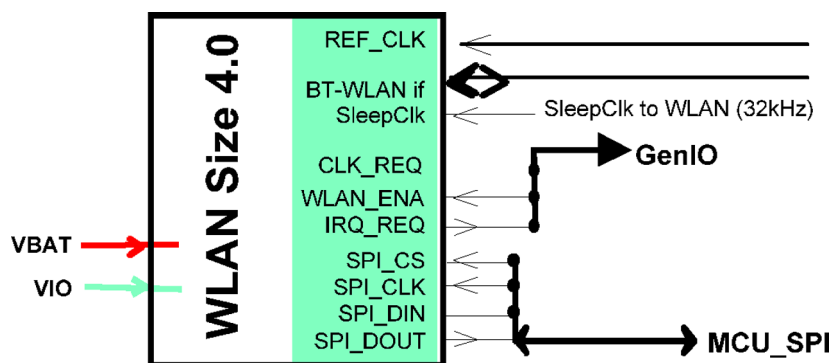 WLAN Size 4.0
REF_CLK
BT-WLAN if
SleepClk
SleepClk to WLAN (32kHz)
CLK_REQ
GenIO
WLAN_ENA
IRQ_REQ
VBAT
SPI_CS
VIO
SPI_CLK
SPI_DIN
SPI_DOUT
MCU_SPI